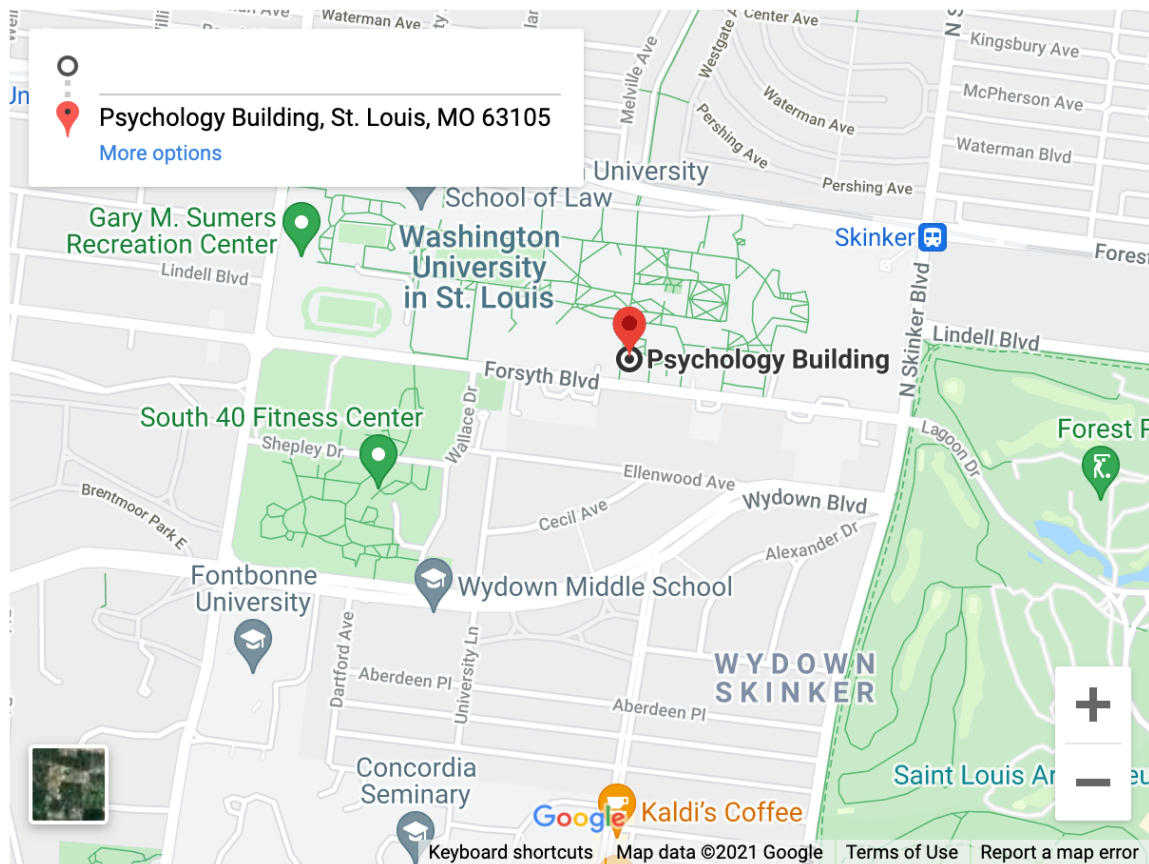 Waterman Ave
Center Ave
Kingsbury Ave
Westgate A
Melville Ave
McPherson Ave
Waterman Ave
Psychology Building, St. Louis, MO 63105
More options
Pershing Ave
Waterman Blvd
University
School of Law
Pershing Ave
Gary M. Sumers
Recreation Center
Lindell Blvd
Washington
University
in St. Louis
Skinker
Forest
N Skinker Blvd
Lindell Blvd
Psychology Building
Forsyth Blvd
South 40 Fitness Center
Shepley Dr
Wallace Dr
Lagoon Dr
Forest P
Ellenwood Ave
Wydown Blvd
Brentmoor Park E
Cecil Ave
Alexander Dr
Fontbonne
University
Wydown Middle School
Dartford Ave
University Ln
Aberdeen Pl
WYDOWN
SKINKER
Aberdeen Pl
+
−
Concordia
Seminary
Saint Louis Ar
eu
Google
Kaldi's Coffee
Keyboard shortcuts
Map data ©2021 Google
Terms of Use
Report a map error